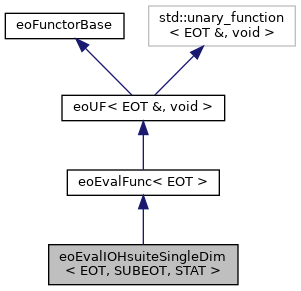 eoFunctorBase
std::unary_function
< EOT &, void >
eoUF< EOT &, void >
eoEvalFunc< EOT >
eoEvalIOHsuiteSingleDim
< EOT, SUBEOT, STAT >